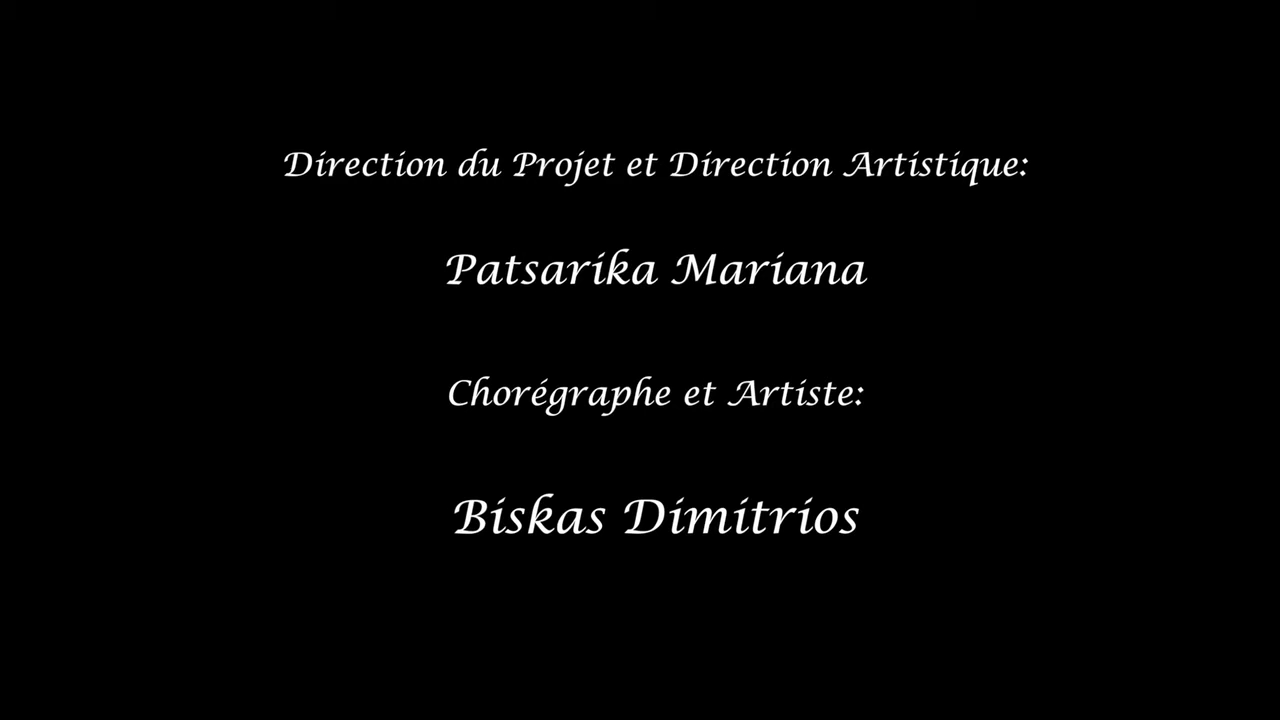 Direction du Projet et Direction Artistique:
Patsarika Mariana
Chorégraphe et Artiste:
Biskas Dimitrios